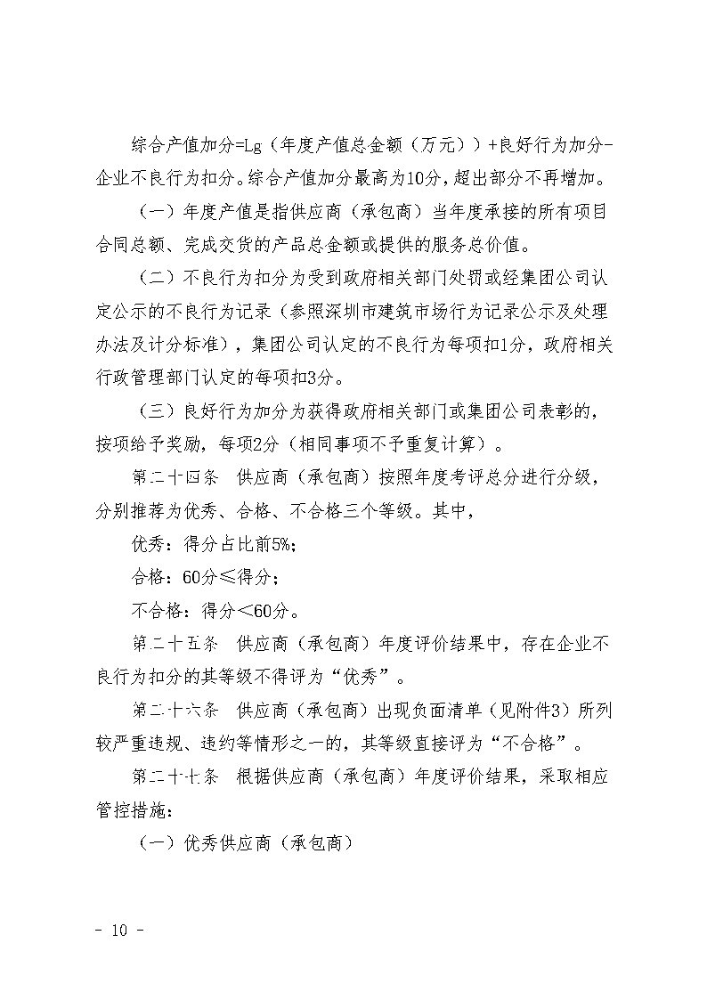 综合产值加分=Lg（年度产值总金额（万元））+良好行为加分-
企业不良行为扣分。综合产值加分最高为10分，超出部分不再增加。
（一）年度产值是指供应商（承包商）当年度承接的所有项目
合同总额、完成交货的产品总金额或提供的服务总价值。
（二）不良行为扣分为受到政府相关部门处罚或经集团公司认
定公示的不良行为记录（参照深圳市建筑市场行为记录公示及处理
办法及计分标准），集团公司认定的不良行为每项扣1分，政府相关
行政管理部门认定的每项扣3分。
（三）良好行为加分为获得政府相关部门或集团公司表彰的，
按项给予奖励，每项2分（相同事项不予重复计算）。
第二十四条　供应商（承包商）按照年度考评总分进行分级，
分别推荐为优秀、合格、不合格三个等级。其中，
优秀：得分占比前5%；
合格：60分≤得分；
不合格：得分＜60分。
第二十五条　供应商（承包商）年度评价结果中，存在企业不
良行为扣分的其等级不得评为“优秀”。
第二十六条　供应商（承包商）出现负面清单（见附件3）所列
较严重违规、违约等情形之一的，其等级直接评为“不合格”。
第二十七条　根据供应商（承包商）年度评价结果，采取相应
管控措施：
（一）优秀供应商（承包商）
- 10 -